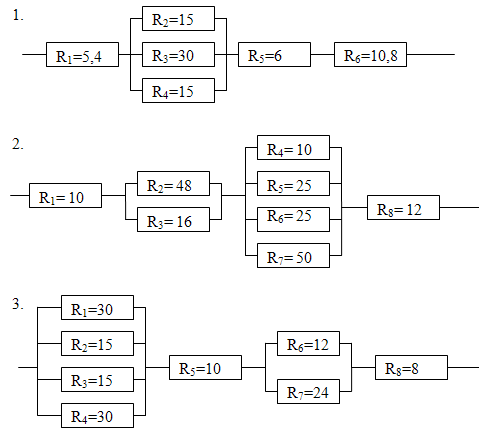 1.
R₂=15
R₁=5,4 R₃=30 R₅=6 R₆=10,8
R₄=15
2.
R₄= 10
R₂= 48 R₅= 25
R₁= 10 R₃= 16 R₆= 25 R₈= 12
R₇= 50
3.
R₁=30
R₂=15 R₆=12
R₅=10 R₈=8
R₃=15
R₇=24
R₄=30